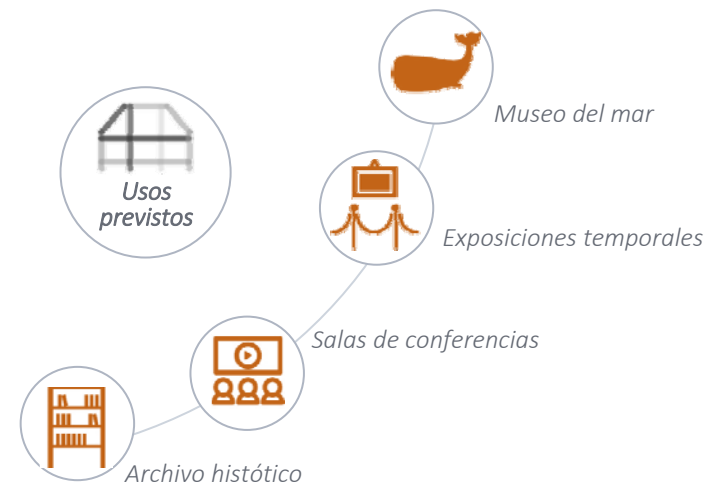 Museo del mar
Usos
previstos
Exposiciones temporales
Salas de conferencias
Archivo histótico